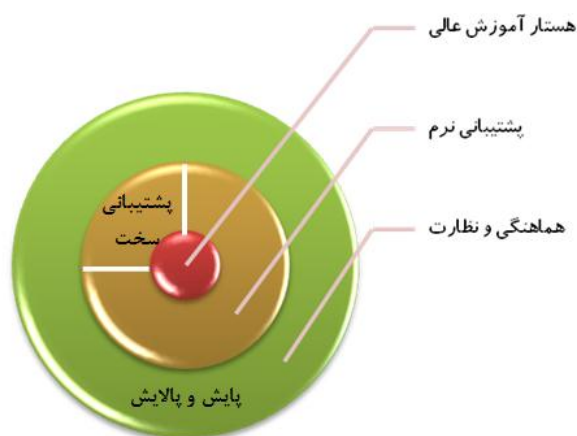 هستار آموزش عالی
پشتیبانی نرم
پشتیبانی
سخت
هماهنگی و نظارت
پایش و پالایش